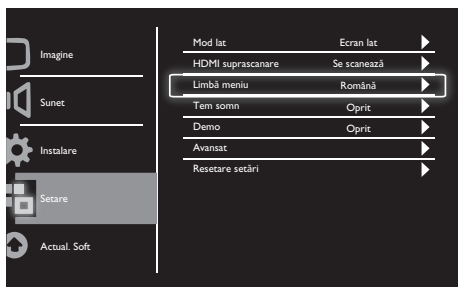 Imagine
Sunet
Instalare
Setare
Actual. Soft
Mod lat Ecran lat
HDMI suprascanare Se scanează
Limbă meniu Română
Tem somn Oprit
Demo Oprit
Avansat
Resetare setări